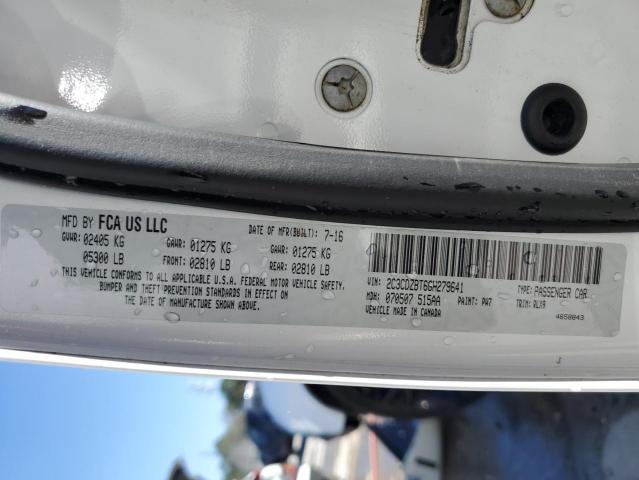 MFD BY FCA US LLC
DATE OF MFR(BUILT): 7-16
GVWR: 02405 KG GAWR: 01275 KG GAWR: 01275 KG
05300 LB FRONT: 02810 LB REAR: 02810 LB
THIS VEHICLE CONFORMS TO ALL APPLICABLE U.S.A. FEDERAL MOTOR VEHICLE SAFETY,
BUMPER AND THEFT PREVENTION STANDARDS IN EFFECT ON THE
DATE OF MANUFACTURE SHOWN ABOVE.
VIN: 2C3CDZBT6GH279641 TYPE: PASSENGER CAR
MDH: 070507 515AA PAINT: PW7 TRIM: RLX9
VEHICLE MADE IN CANADA 4650843